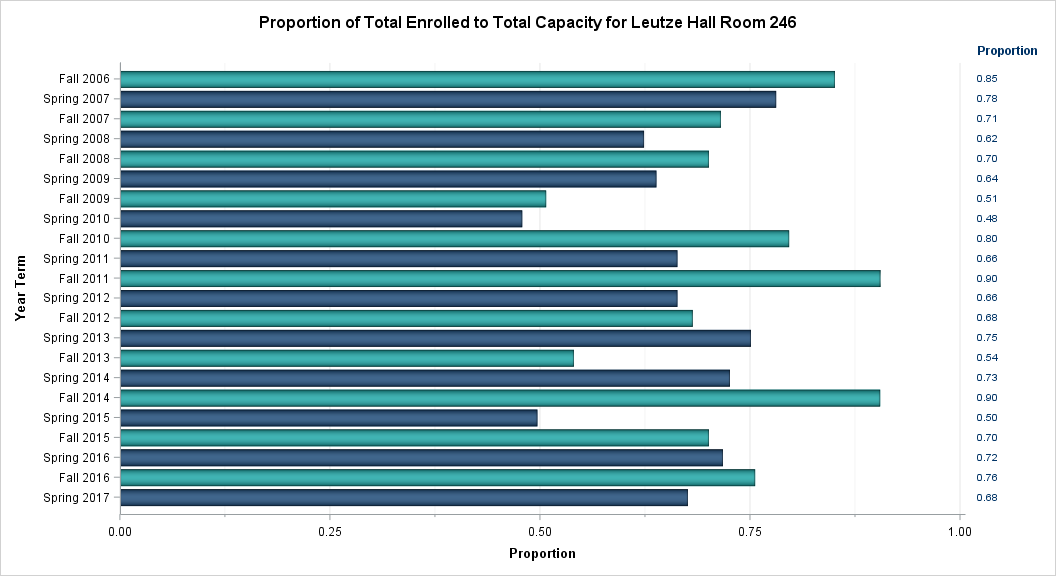 Proportion of Total Enrolled to Total Capacity for Leutze Hall Room 246
Proportion
Fall 2006 0.85
Spring 2007 0.78
Fall 2007 0.71
Spring 2008 0.62
Fall 2008 0.70
Spring 2009 0.64
Fall 2009 0.51
Spring 2010 0.48
Fall 2010 0.80
Spring 2011 0.66
Fall 2011 0.90
Spring 2012 0.66
Fall 2012 0.68
Spring 2013 0.75
Fall 2013 0.54
Spring 2014 0.73
Fall 2014 0.90
Spring 2015 0.50
Fall 2015 0.70
Spring 2016 0.72
Fall 2016 0.76
Spring 2017 0.68
Year Term
0.00 0.25 0.50 0.75 1.00
Proportion